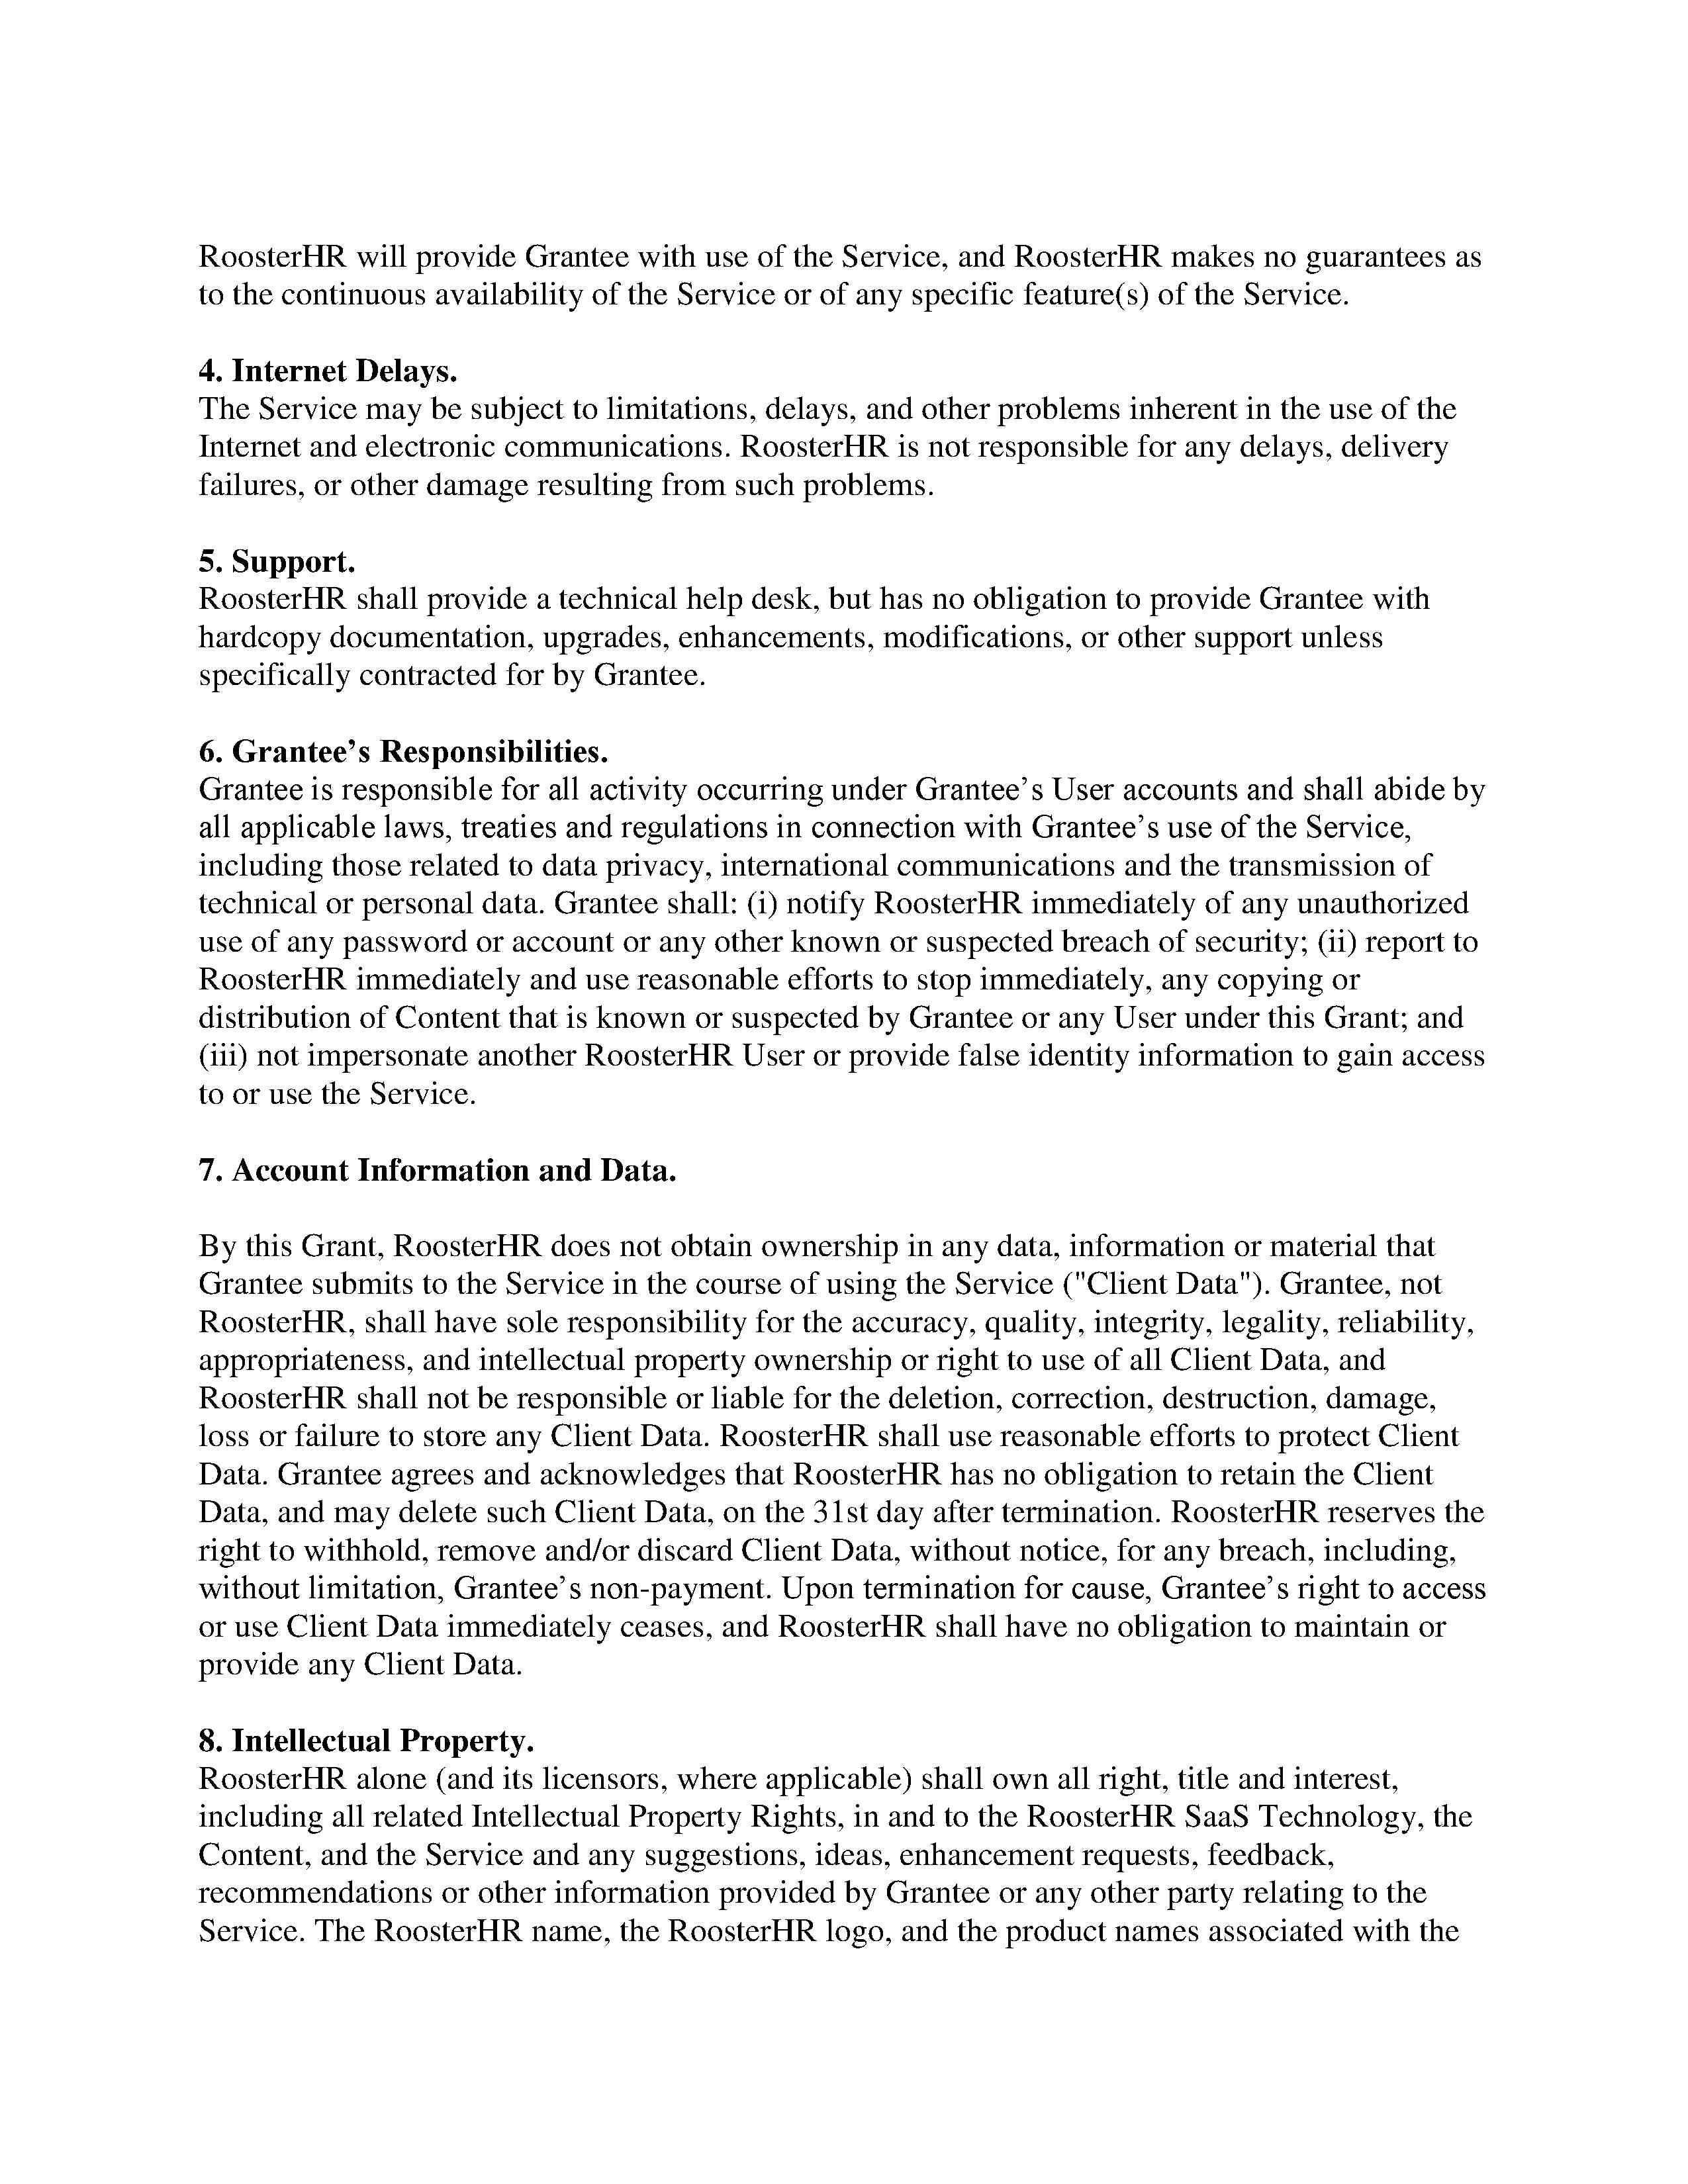 RoosterHR will provide Grantee with use of the Service, and RoosterHR makes no guarantees as
to the continuous availability of the Service or of any specific feature(s) of the Service.
4. Internet Delays.
The Service may be subject to limitations, delays, and other problems inherent in the use of the
Internet and electronic communications. RoosterHR is not responsible for any delays, delivery
failures, or other damage resulting from such problems.
5. Support.
RoosterHR shall provide a technical help desk, but has no obligation to provide Grantee with
hardcopy documentation, upgrades, enhancements, modifications, or other support unless
specifically contracted for by Grantee.
6. Grantee’s Responsibilities.
Grantee is responsible for all activity occurring under Grantee’s User accounts and shall abide by
all applicable laws, treaties and regulations in connection with Grantee’s use of the Service,
including those related to data privacy, international communications and the transmission of
technical or personal data. Grantee shall: (i) notify RoosterHR immediately of any unauthorized
use of any password or account or any other known or suspected breach of security; (ii) report to
RoosterHR immediately and use reasonable efforts to stop immediately, any copying or
distribution of Content that is known or suspected by Grantee or any User under this Grant; and
(iii) not impersonate another RoosterHR User or provide false identity information to gain access
to or use the Service.
7. Account Information and Data.
By this Grant, RoosterHR does not obtain ownership in any data, information or material that
Grantee submits to the Service in the course of using the Service ("Client Data"). Grantee, not
RoosterHR, shall have sole responsibility for the accuracy, quality, integrity, legality, reliability,
appropriateness, and intellectual property ownership or right to use of all Client Data, and
RoosterHR shall not be responsible or liable for the deletion, correction, destruction, damage,
loss or failure to store any Client Data. RoosterHR shall use reasonable efforts to protect Client
Data. Grantee agrees and acknowledges that RoosterHR has no obligation to retain the Client
Data, and may delete such Client Data, on the 31st day after termination. RoosterHR reserves the
right to withhold, remove and/or discard Client Data, without notice, for any breach, including,
without limitation, Grantee’s non-payment. Upon termination for cause, Grantee’s right to access
or use Client Data immediately ceases, and RoosterHR shall have no obligation to maintain or
provide any Client Data.
8. Intellectual Property.
RoosterHR alone (and its licensors, where applicable) shall own all right, title and interest,
including all related Intellectual Property Rights, in and to the RoosterHR SaaS Technology, the
Content, and the Service and any suggestions, ideas, enhancement requests, feedback,
recommendations or other information provided by Grantee or any other party relating to the
Service. The RoosterHR name, the RoosterHR logo, and the product names associated with the